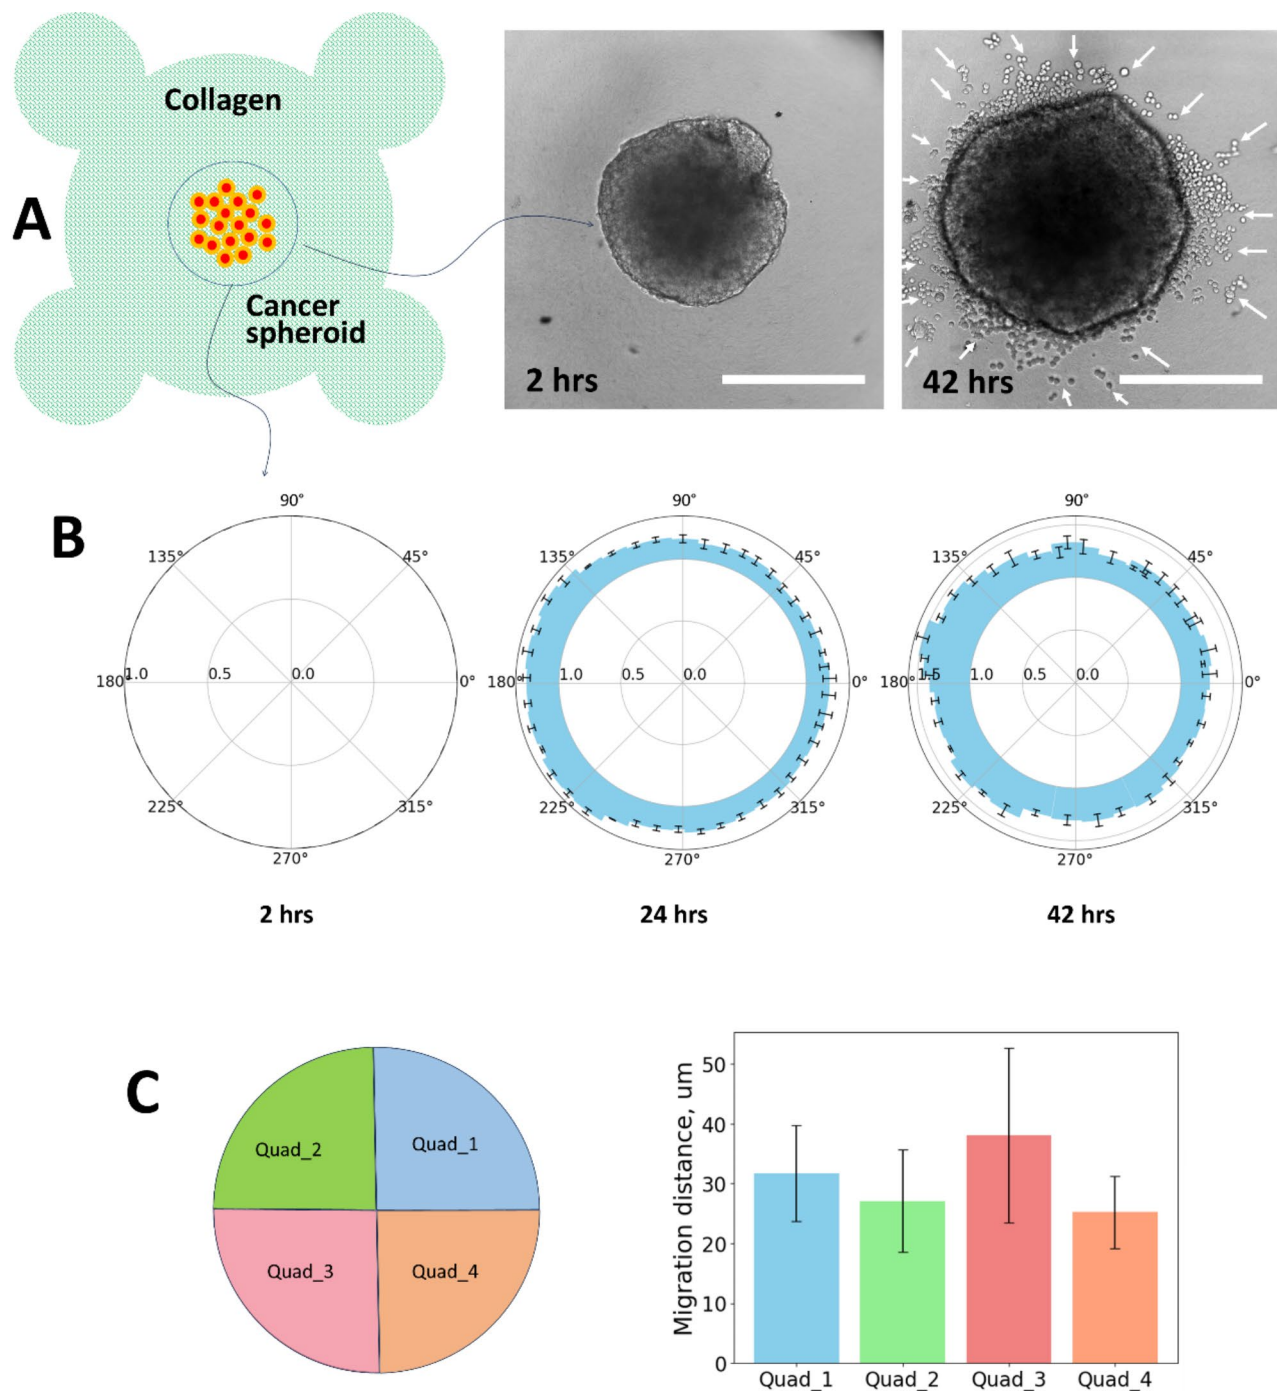 A
Collagen
Cancer
spheroid
2 hrs
42 hrs
B
90°
135°
45°
180°
1.0
0.5
0.0
0°
225°
315°
270°
2 hrs
90°
135°
45°
180°
1.0
0.5
0.0
0°
225°
315°
270°
24 hrs
90°
135°
45°
180°
1.5
1.0
0.5
0.0
0°
225°
315°
270°
42 hrs
C
Quad_2
Quad_1
Quad_3
Quad_4
Migration distance, um
50
40
30
20
10
0
Quad_1
Quad_2
Quad_3
Quad_4